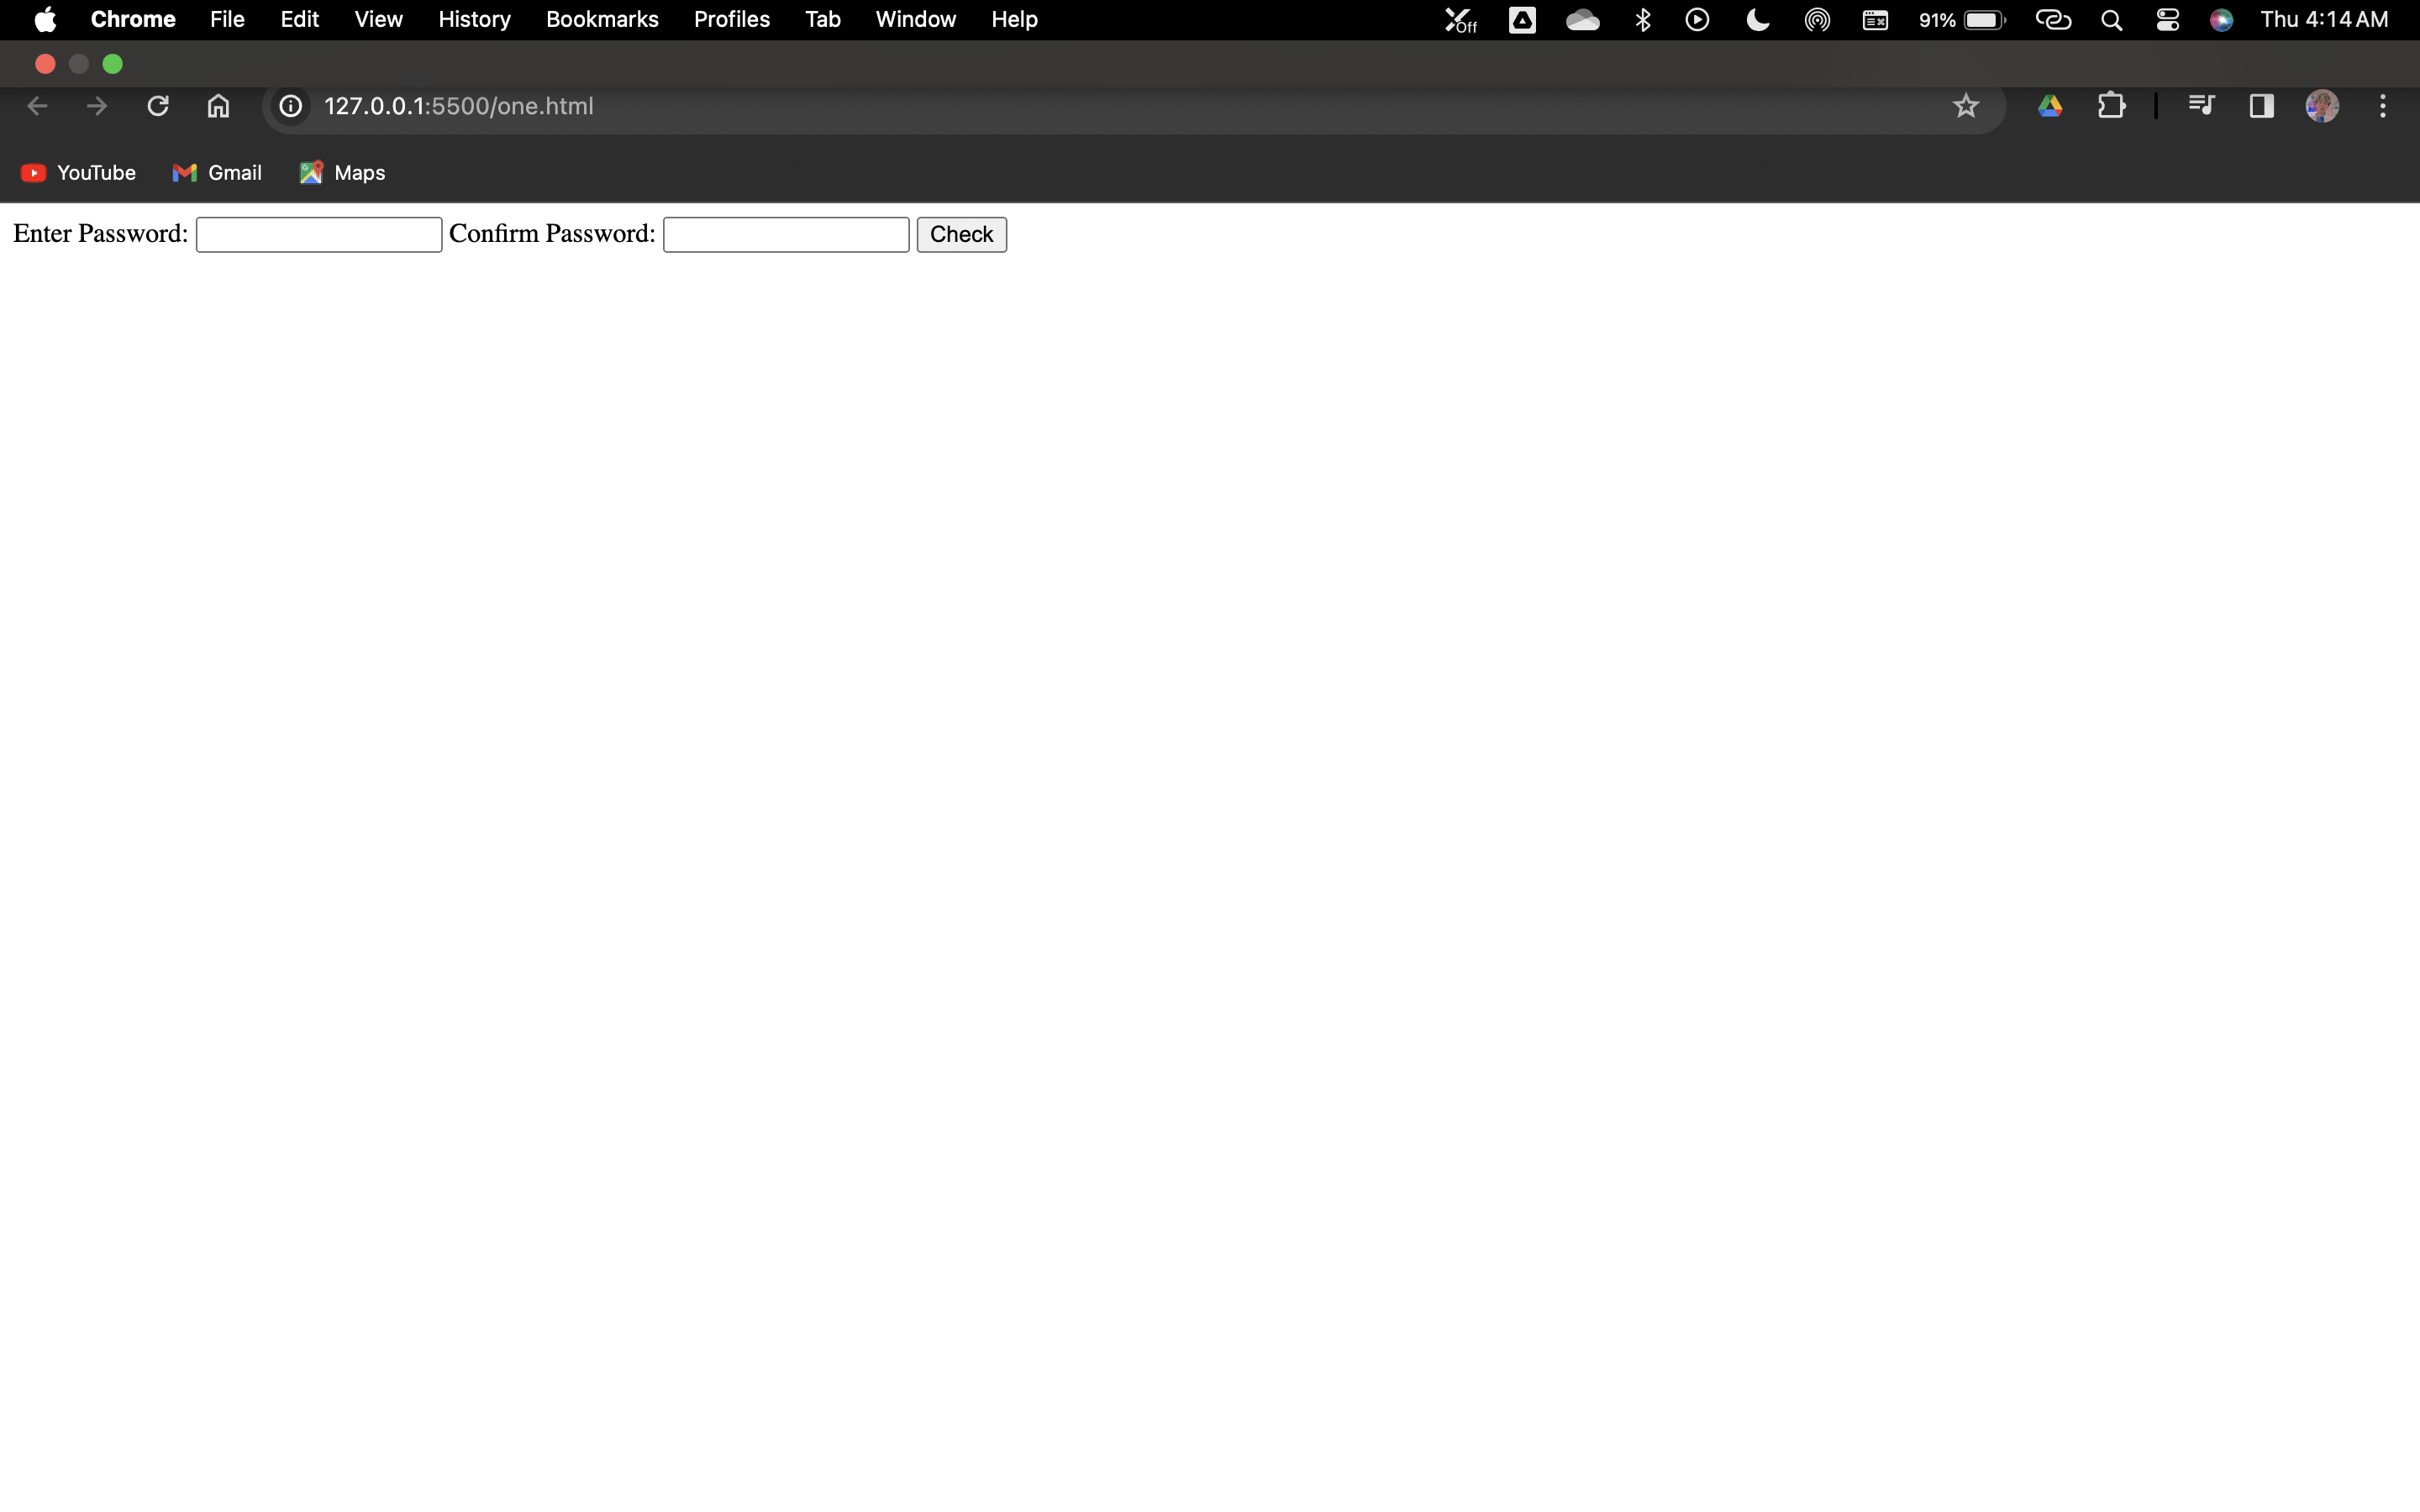 Chrome File Edit View History Bookmarks Profiles Tab Window Help Off 91% Thu 4:14 AM
127.0.0.1:5500/one.html
YouTube Gmail Maps
Enter Password: Confirm Password: Check